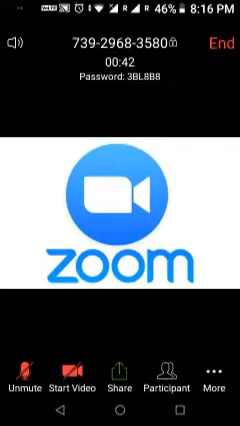 46% 8:16 PM
739-2968-3580
End
00:42
Password: 3BL8B8
zoom
Unmute
Start Video
Share
Participant
More